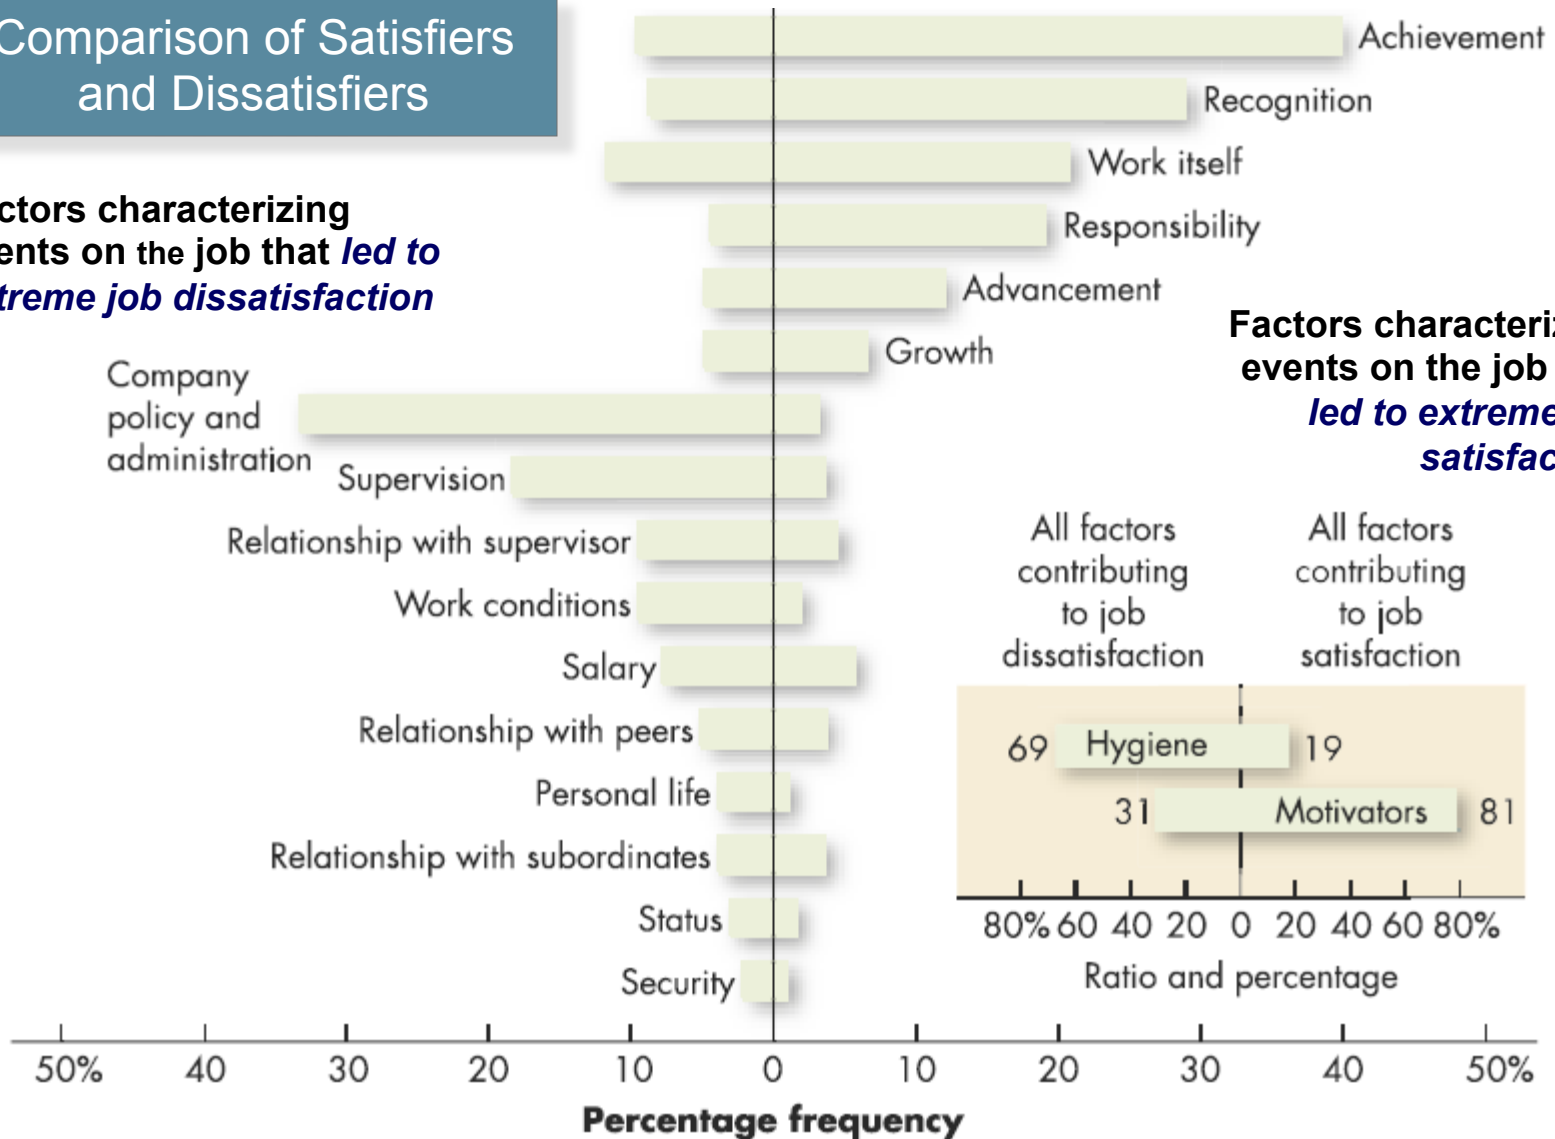 Comparison of Satisfiers
and Dissatisfiers
ctors characterizing
ents on the job that led to
treme job dissatisfaction
Achievement
Recognition
Work itself
Responsibility
Advancement
Growth
Factors characteriz
events on the job
led to extreme
satisfac
Company
policy and
administration
Supervision
Relationship with supervisor
Work conditions
Salary
Relationship with peers
Personal life
Relationship with subordinates
Status
Security
All factors
contributing
to job
dissatisfaction
All factors
contributing
to job
satisfaction
69 Hygiene 19
31 Motivators 81
80% 60 40 20 0 20 40 60 80%
Ratio and percentage
50% 40 30 20 10 0 10 20 30 40 50%
Percentage frequency